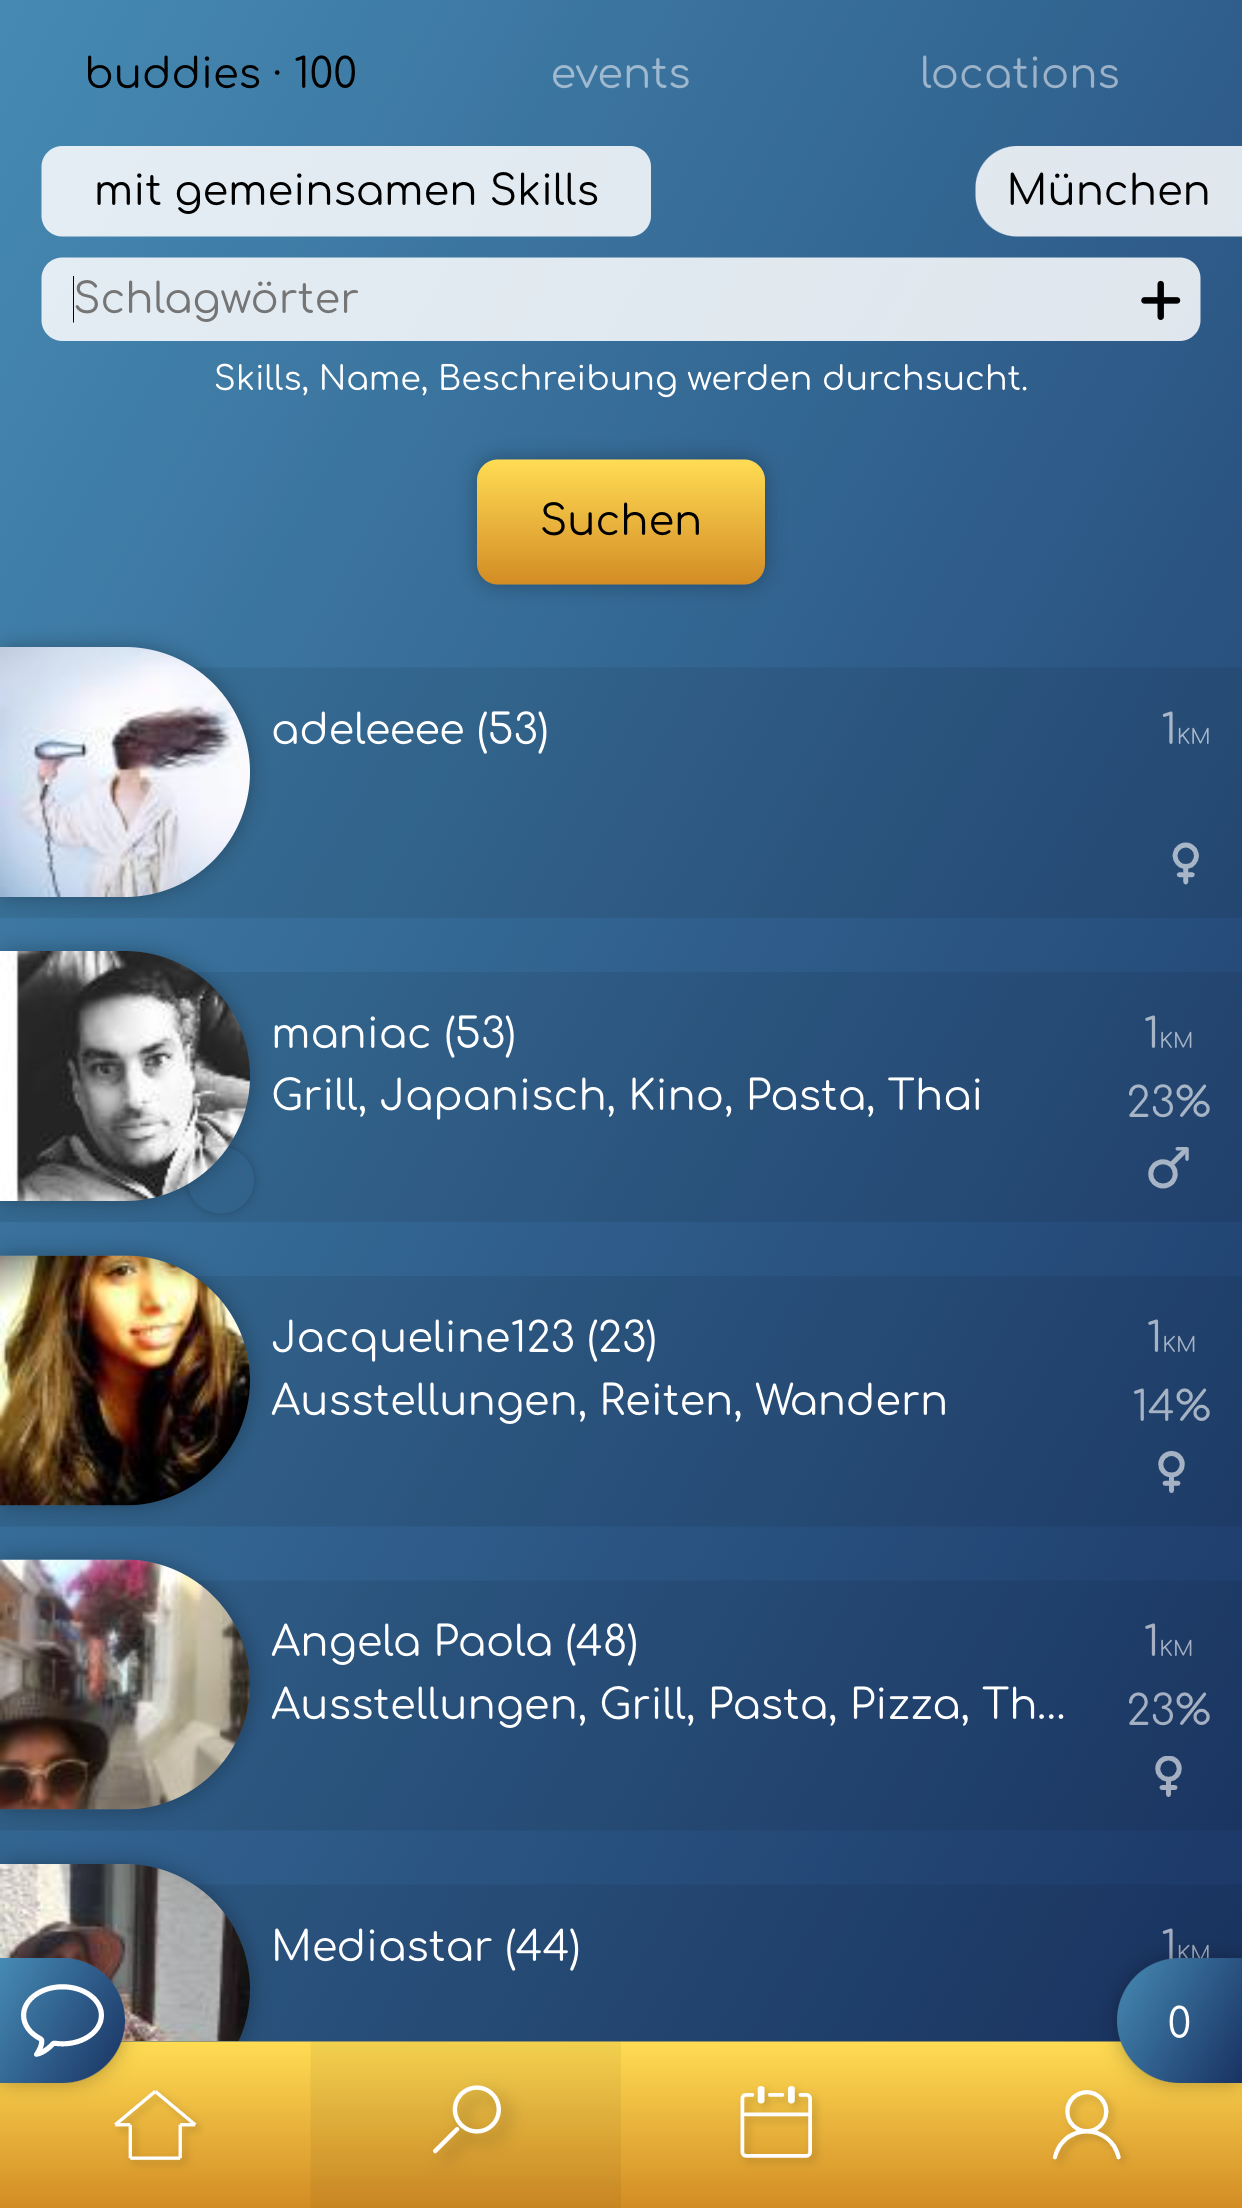 buddies · 100 events locations
mit gemeinsamen Skills München
Schlagwörter
Skills, Name, Beschreibung werden durchsucht.
Suchen
adeleeee (53) 1KM
maniac (53) 1KM
Grill, Japanisch, Kino, Pasta, Thai 23%
Jacqueline123 (23) 1KM
Ausstellungen, Reiten, Wandern 14%
Angela Paola (48) 1KM
Ausstellungen, Grill, Pasta, Pizza, Th... 23%
Mediastar (44) 1KM
0